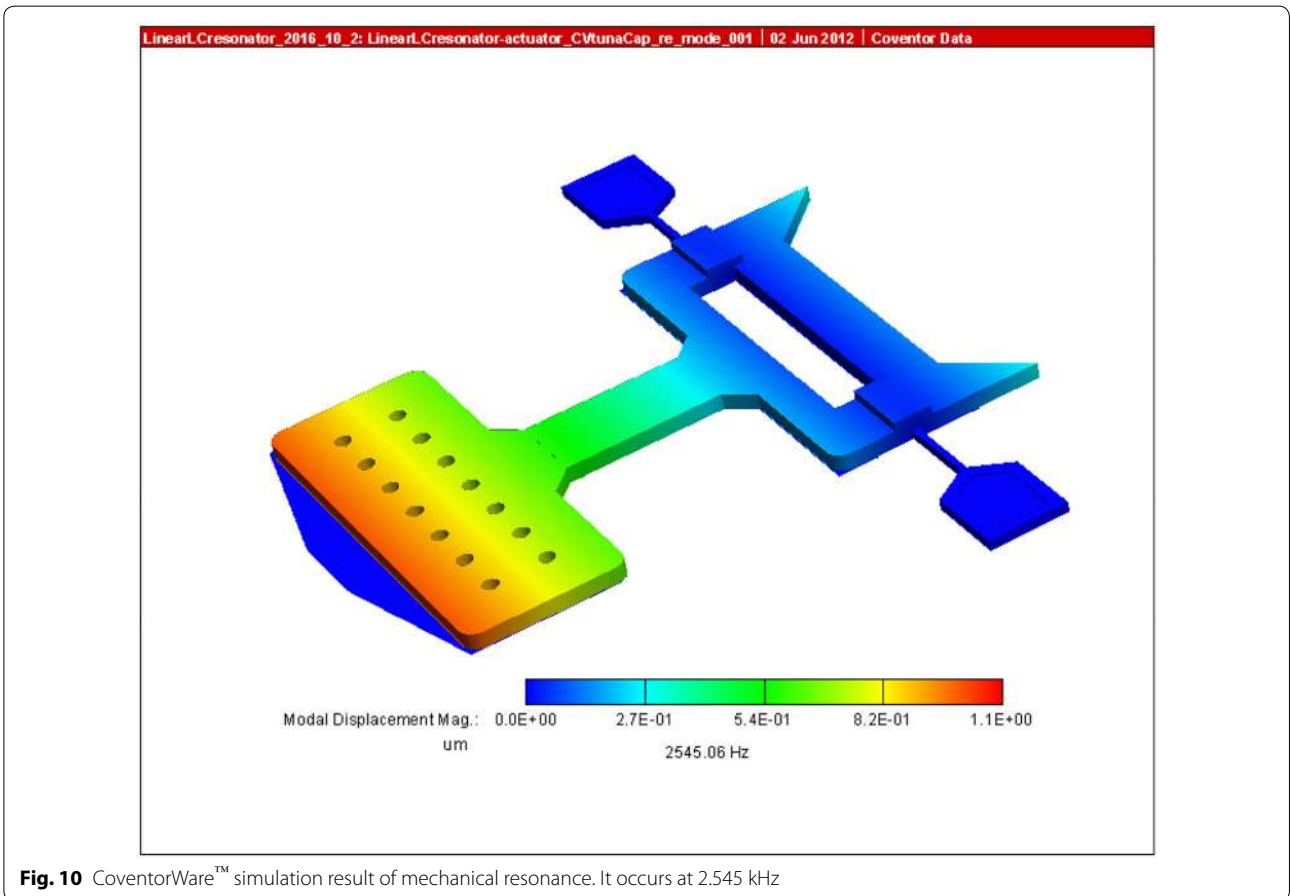 LinearLCresonator_2016_10_2: LinearLCresonator-actuator_CVtunaCap_re_mode_001 | 02 Jun 2012 | Coventor Data
Modal Displacement Mag.: 0.0E+00 2.7E-01 5.4E-01 8.2E-01 1.1E+00
um
2545.06 Hz
Fig. 10 CoventorWare™ simulation result of mechanical resonance. It occurs at 2.545 kHz